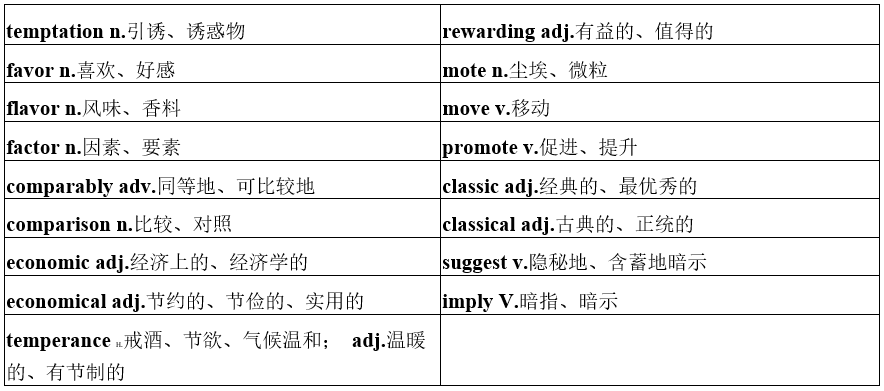 temptation n.引诱、诱惑物
rewarding adj.有益的、值得的
favor n.喜欢、好感
mote n.尘埃、微粒
flavor n.风味、香料
move v.移动
factor n.因素、要素
promote v.促进、提升
comparably adv.同等地、可比较地
classic adj.经典的、最优秀的
comparison n.比较、对照
classical adj.古典的、正统的
economic adj.经济上的、经济学的
suggest v.隐秘地、含蓄地暗示
economical adj.节约的、节俭的、实用的
imply V.暗指、暗示
temperance n.戒酒、节欲、气候温和； adj.温暖
的、有节制的